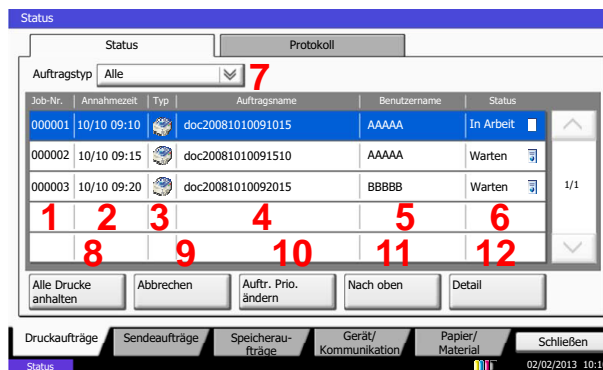 Status
Status Protokoll
Auftragstyp Alle 7
Job-Nr. Annahmezeit Typ Auftragsname Benutzername Status
000001 10/10 09:10 doc20081010091015 AAAAA In Arbeit
000002 10/10 09:15 doc20081010091510 AAAAA Warten
000003 10/10 09:20 doc20081010092015 BBBBB Warten
1/1
1 2 3 4 5 6
8 9 10 11 12
Alle Drucke anhalten Abbrechen Auftr. Prio. ändern Nach oben Detail
Druckaufträge Sendeaufträge Speicherau-fträge Gerät/Kommunikation Papier/Material Schließen
Status 02/02/2013 10:1